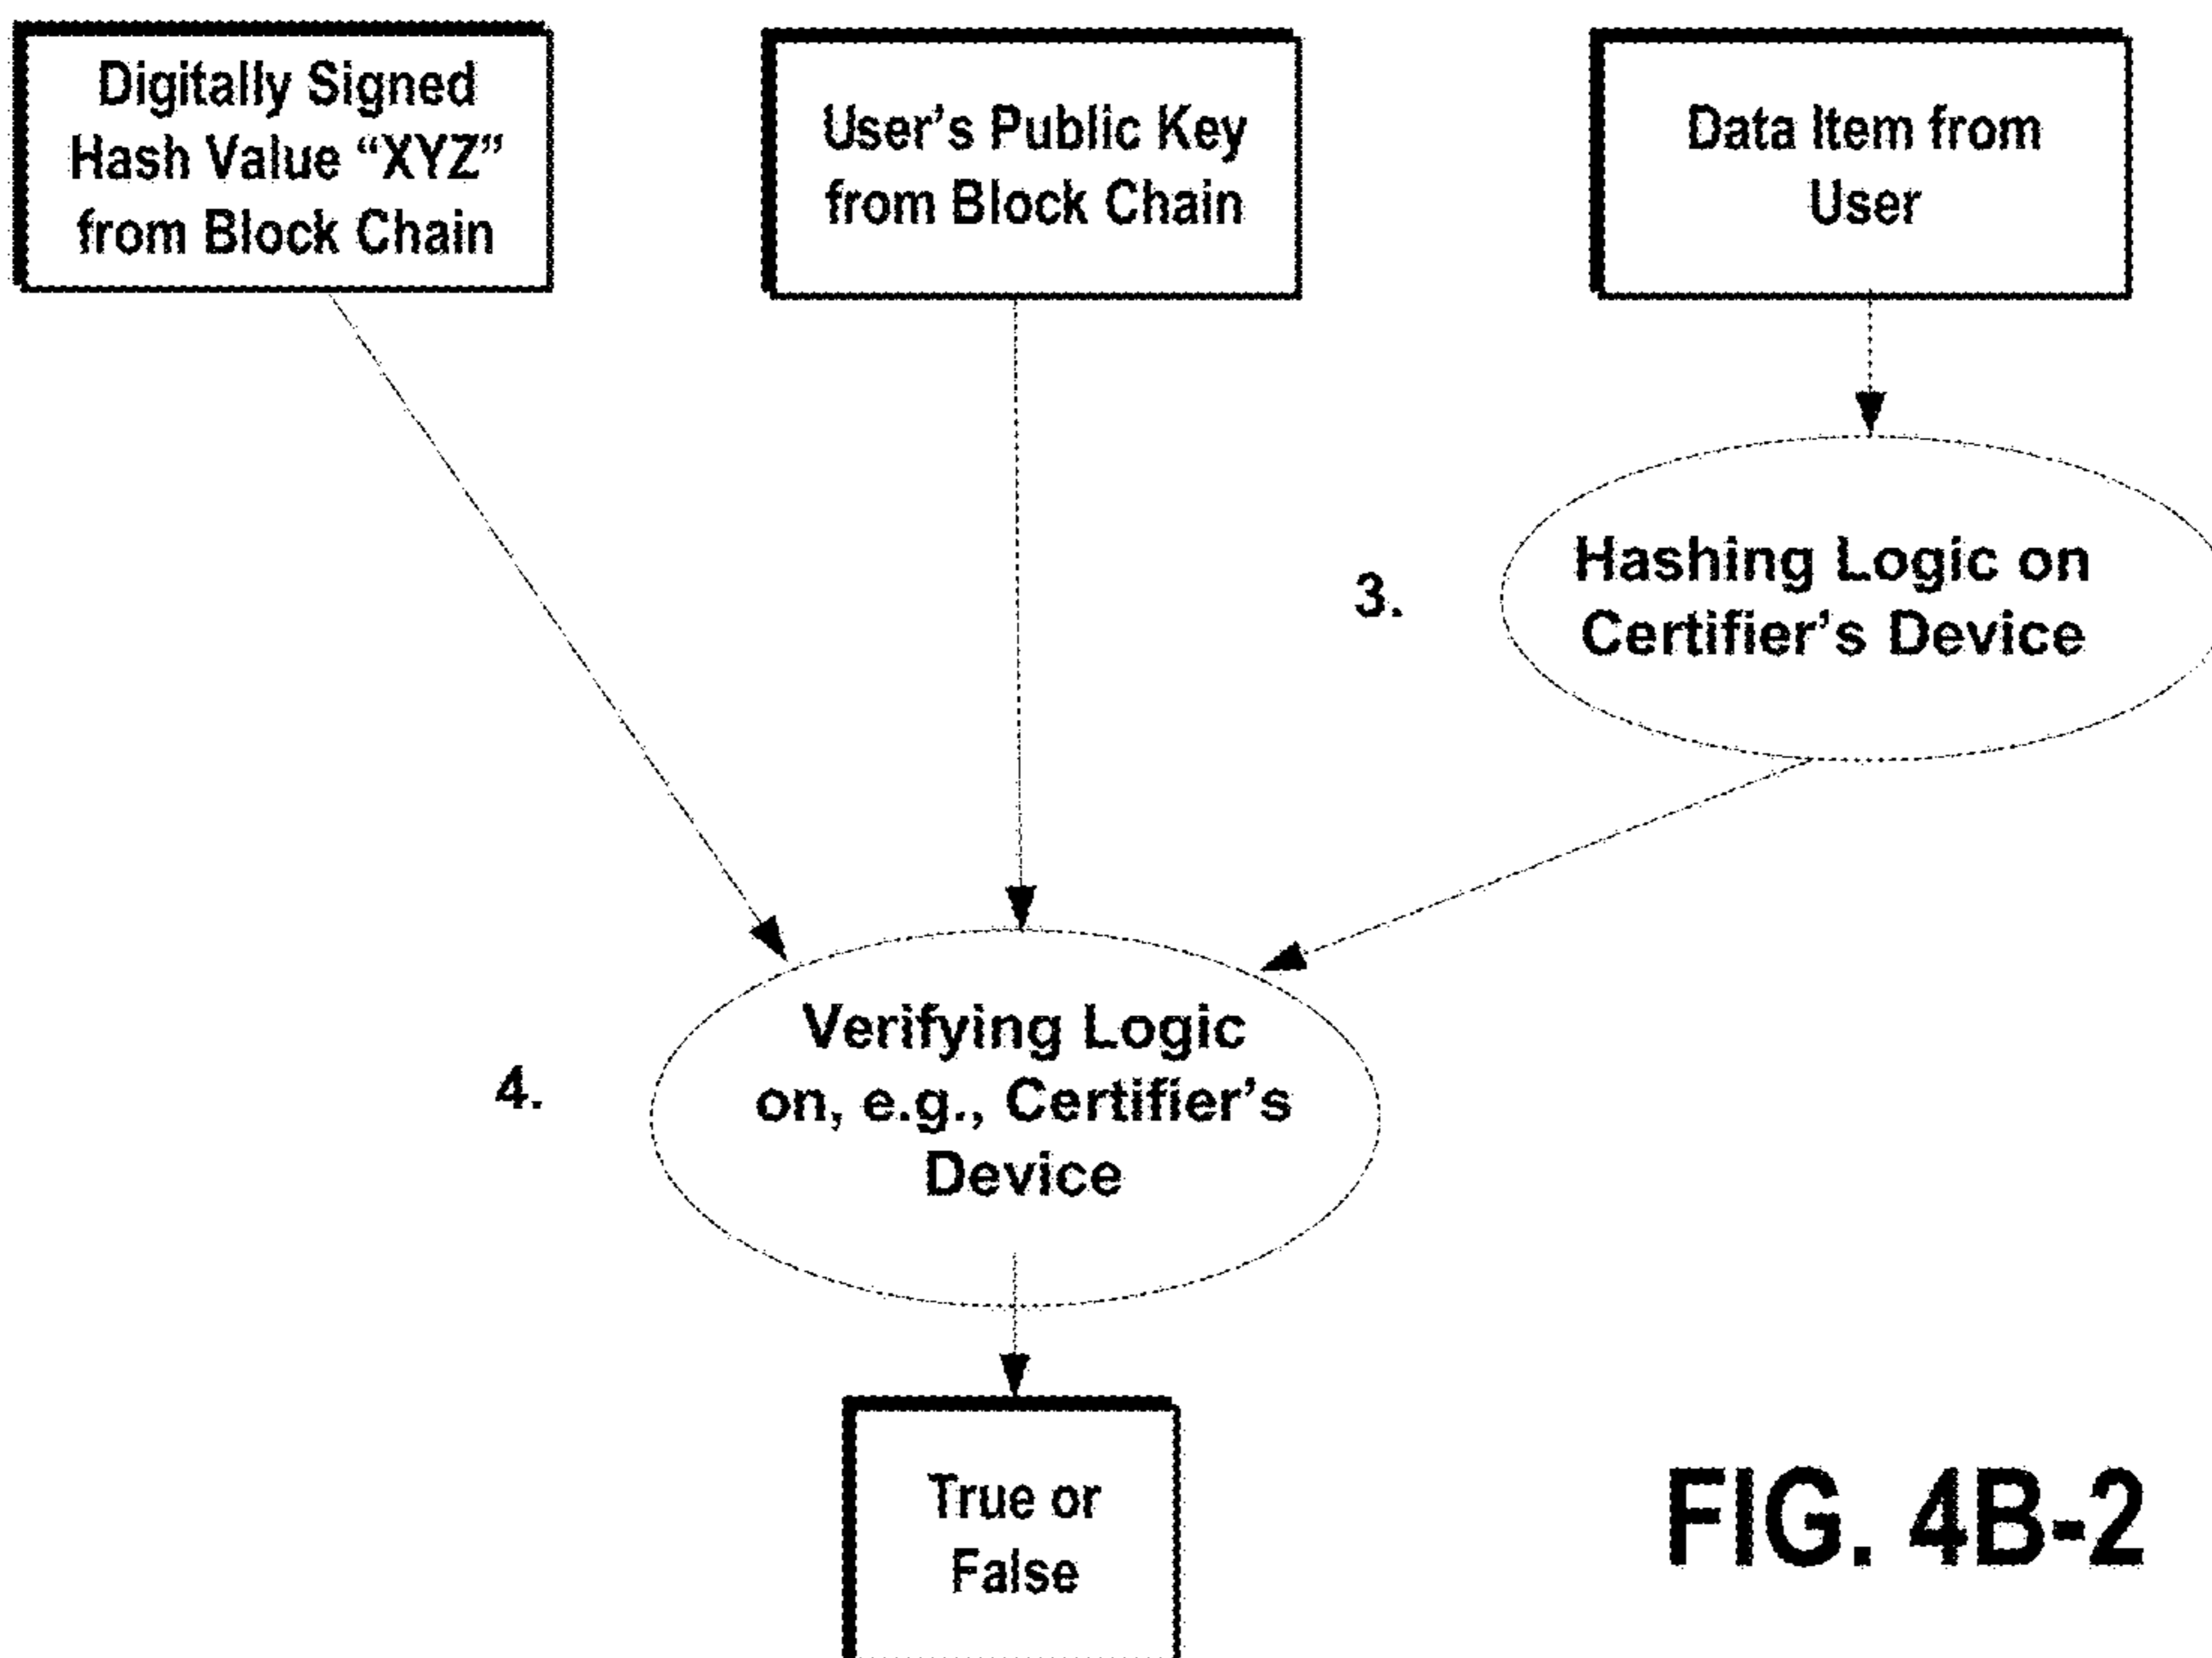 Digitally Signed
Hash Value “XYZ”
from Block Chain
User’s Public Key
from Block Chain
Data Item from
User
3.
Hashing Logic on
Certifier’s Device
4.
Verifying Logic
on, e.g., Certifier’s
Device
True or
False
FIG. 4B-2